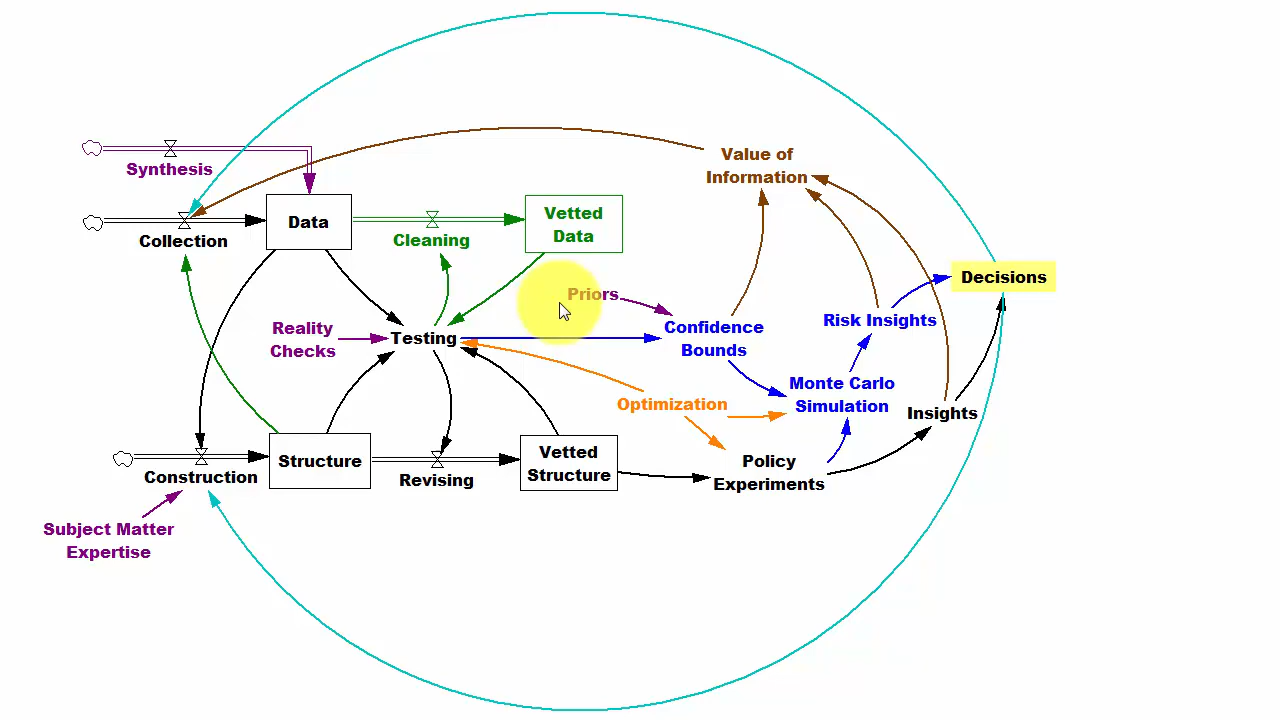 Value of
Information
Synthesis
Data
Vetted
Data
Collection
Cleaning
Decisions
Priors
Reality
Checks
Testing
Confidence
Bounds
Risk Insights
Monte Carlo
Simulation
Optimization
Insights
Structure
Vetted
Structure
Policy
Experiments
Construction
Revising
Subject Matter
Expertise